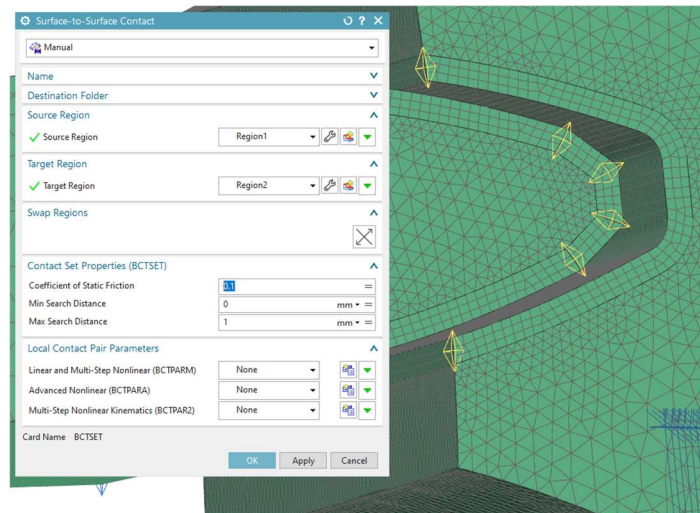 Surface-to-Surface Contact
Manual
Name
Destination Folder
Source Region
Source Region Region1
Target Region
Target Region Region2
Swap Regions
Contact Set Properties (BCTSET)
Coefficient of Static Friction 0.1 =
Min Search Distance 0 mm =
Max Search Distance 1 mm =
Local Contact Pair Parameters
Linear and Multi-Step Nonlinear (BCTPARM) None
Advanced Nonlinear (BCTPARA) None
Multi-Step Nonlinear Kinematics (BCTPAR2) None
Card Name BCTSET
OK Apply Cancel